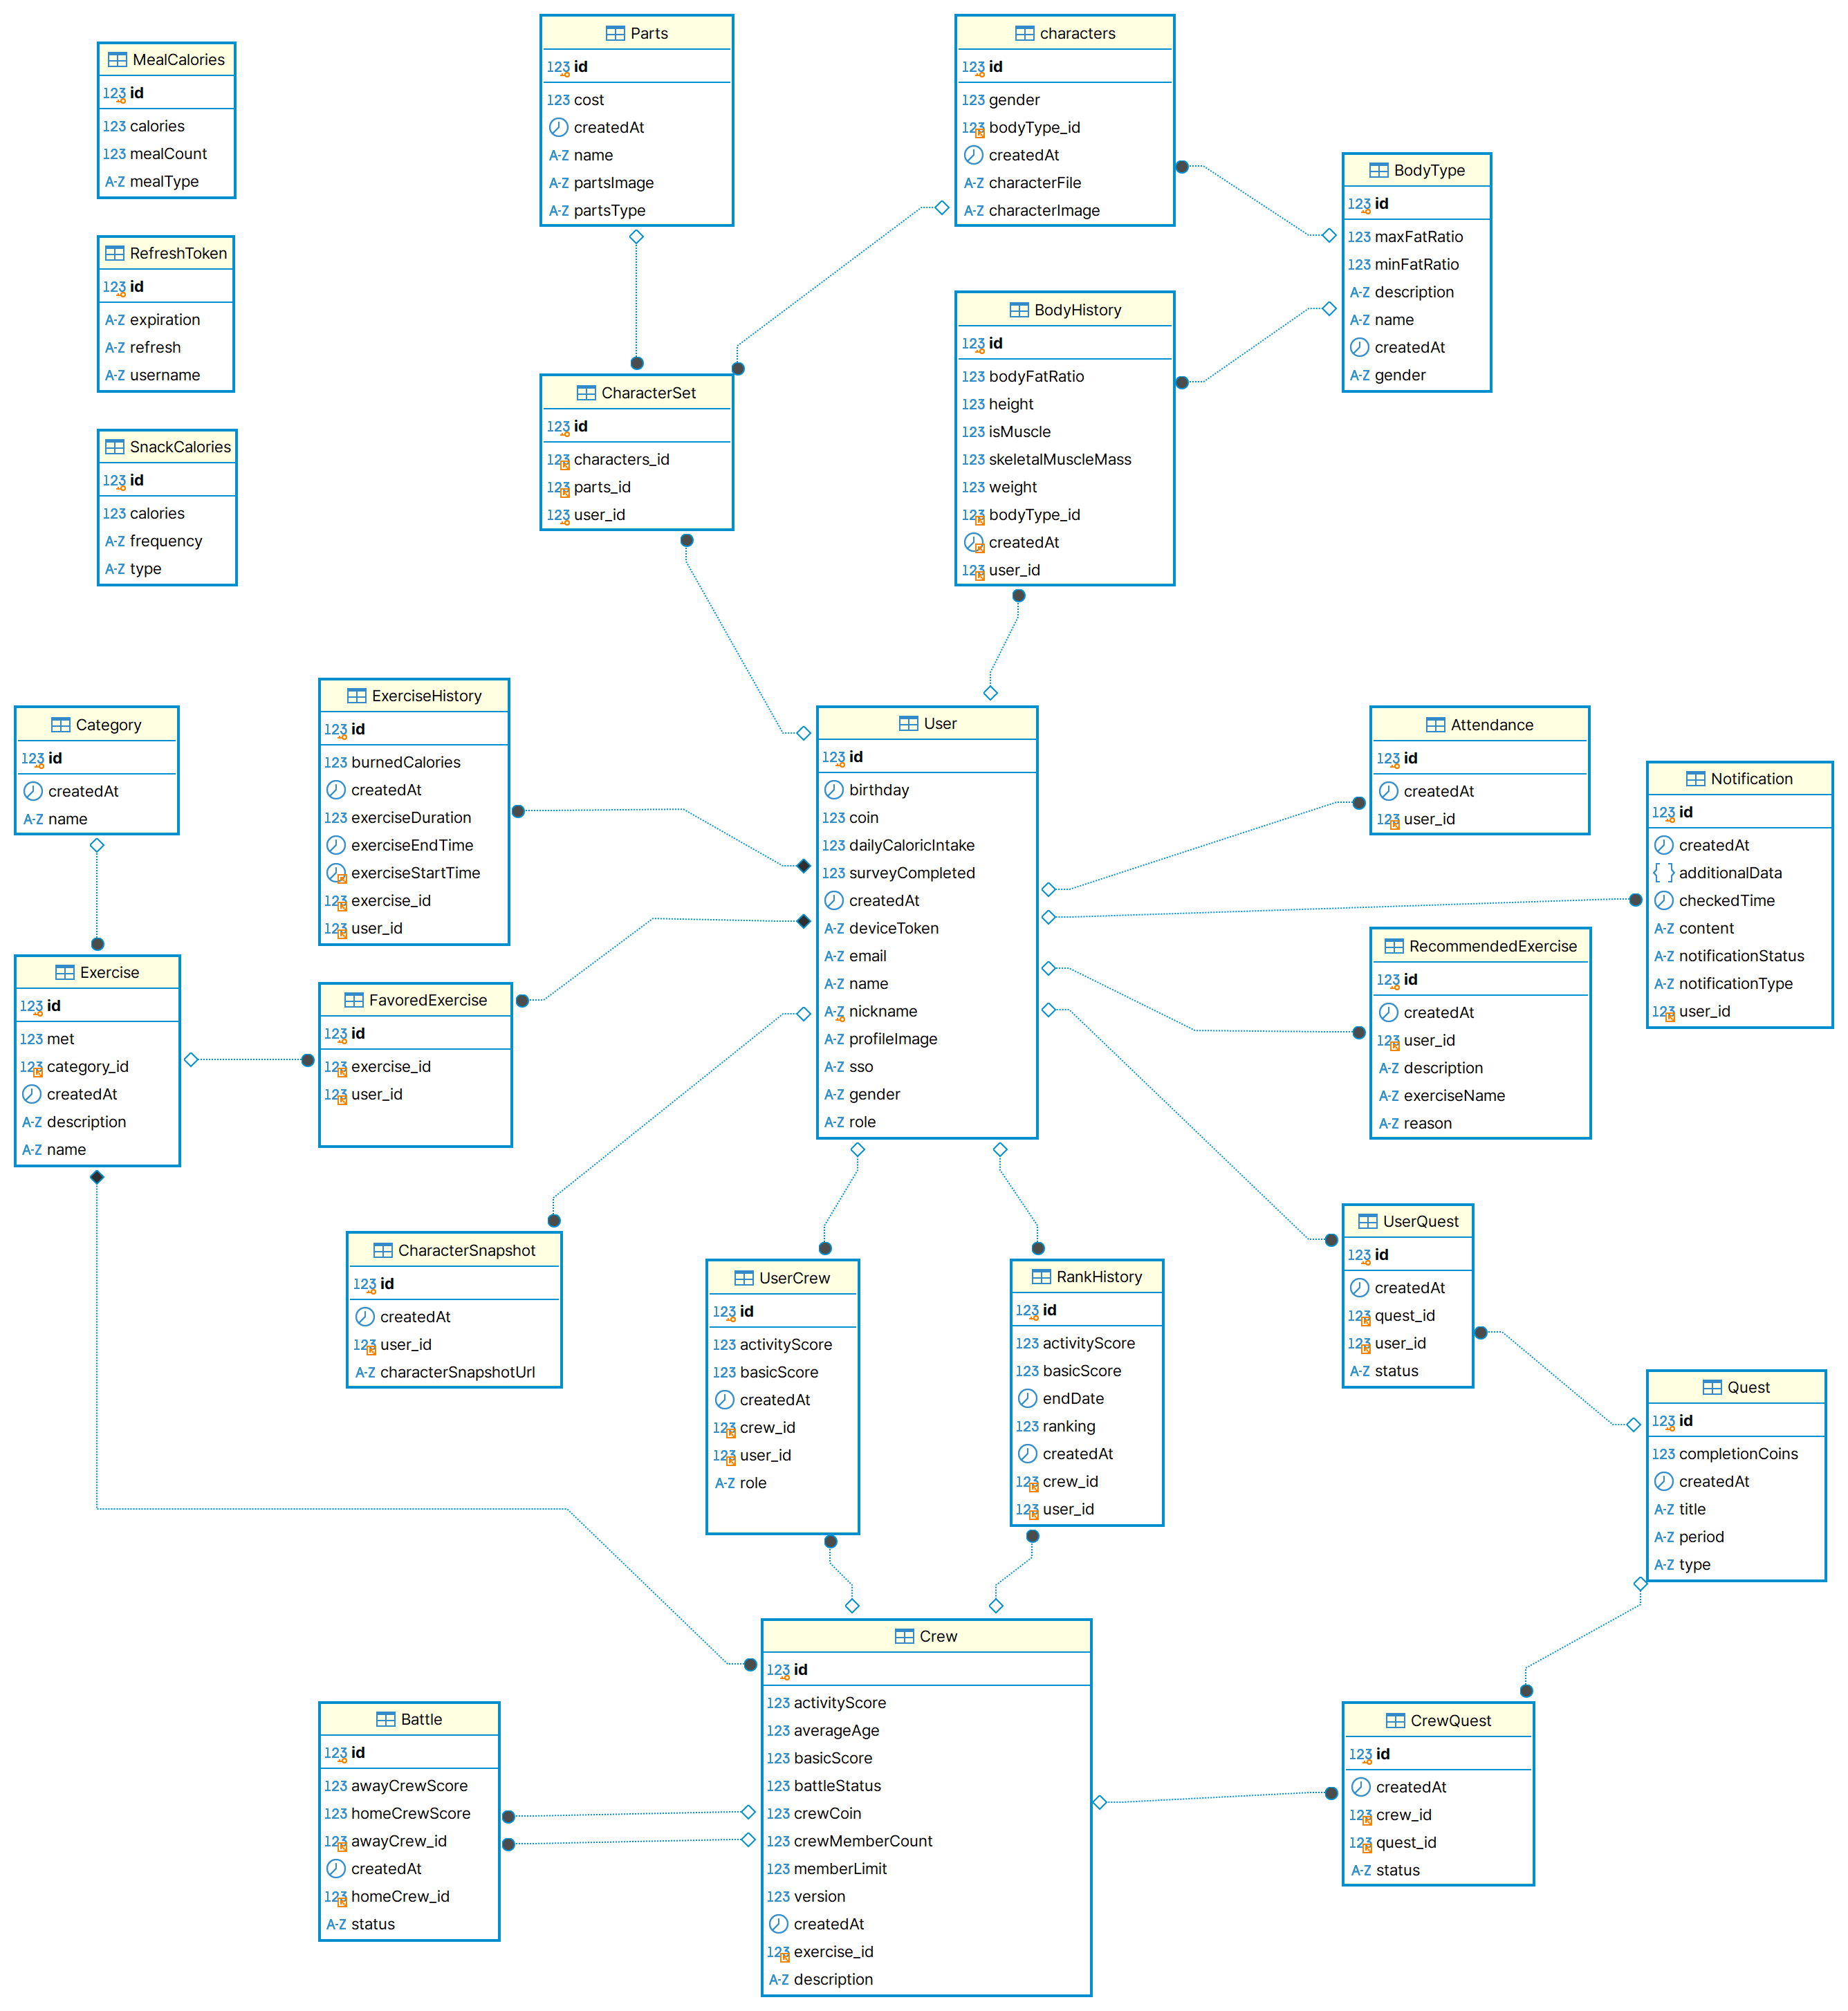 MealCalories
123 id
123 calories
123 mealCount
A-Z mealType
RefreshToken
123 id
A-Z expiration
A-Z refresh
A-Z username
SnackCalories
123 id
123 calories
A-Z frequency
A-Z type
Parts
123 id
123 cost
createdAt
A-Z name
A-Z partsImage
A-Z partsType
characters
123 id
123 gender
123 bodyType_id
createdAt
A-Z characterFile
A-Z characterImage
BodyType
123 id
123 maxFatRatio
123 minFatRatio
A-Z description
A-Z name
createdAt
A-Z gender
CharacterSet
123 id
123 characters_id
123 parts_id
123 user_id
BodyHistory
123 id
123 bodyFatRatio
123 height
123 isMuscle
123 skeletalMuscleMass
123 weight
123 bodyType_id
createdAt
123 user_id
Category
123 id
createdAt
A-Z name
ExerciseHistory
123 id
123 burnedCalories
createdAt
123 exerciseDuration
exerciseEndTime
exerciseStartTime
123 exercise_id
123 user_id
User
123 id
birthday
123 coin
123 dailyCaloricIntake
123 surveyCompleted
createdAt
A-Z deviceToken
A-Z email
A-Z name
A-Z nickname
A-Z profileImage
A-Z sso
A-Z gender
A-Z role
Attendance
123 id
createdAt
123 user_id
Notification
123 id
createdAt
{ } additionalData
checkedTime
A-Z content
A-Z notificationStatus
A-Z notificationType
123 user_id
Exercise
123 id
123 met
123 category_id
createdAt
A-Z description
A-Z name
FavoredExercise
123 id
123 exercise_id
123 user_id
RecommendedExercise
123 id
createdAt
123 user_id
A-Z description
A-Z exerciseName
A-Z reason
CharacterSnapshot
123 id
createdAt
123 user_id
A-Z characterSnapshotUrl
UserCrew
123 id
123 activityScore
123 basicScore
createdAt
123 crew_id
123 user_id
A-Z role
RankHistory
123 id
123 activityScore
123 basicScore
endDate
123 ranking
createdAt
123 crew_id
123 user_id
UserQuest
123 id
createdAt
123 quest_id
123 user_id
A-Z status
Quest
123 id
123 completionCoins
createdAt
A-Z title
A-Z period
A-Z type
Battle
123 id
123 awayCrewScore
123 homeCrewScore
123 awayCrew_id
createdAt
123 homeCrew_id
A-Z status
Crew
123 id
123 activityScore
123 averageAge
123 basicScore
123 battleStatus
123 crewCoin
123 crewMemberCount
123 memberLimit
123 version
createdAt
123 exercise_id
A-Z description
CrewQuest
123 id
createdAt
123 crew_id
123 quest_id
A-Z status